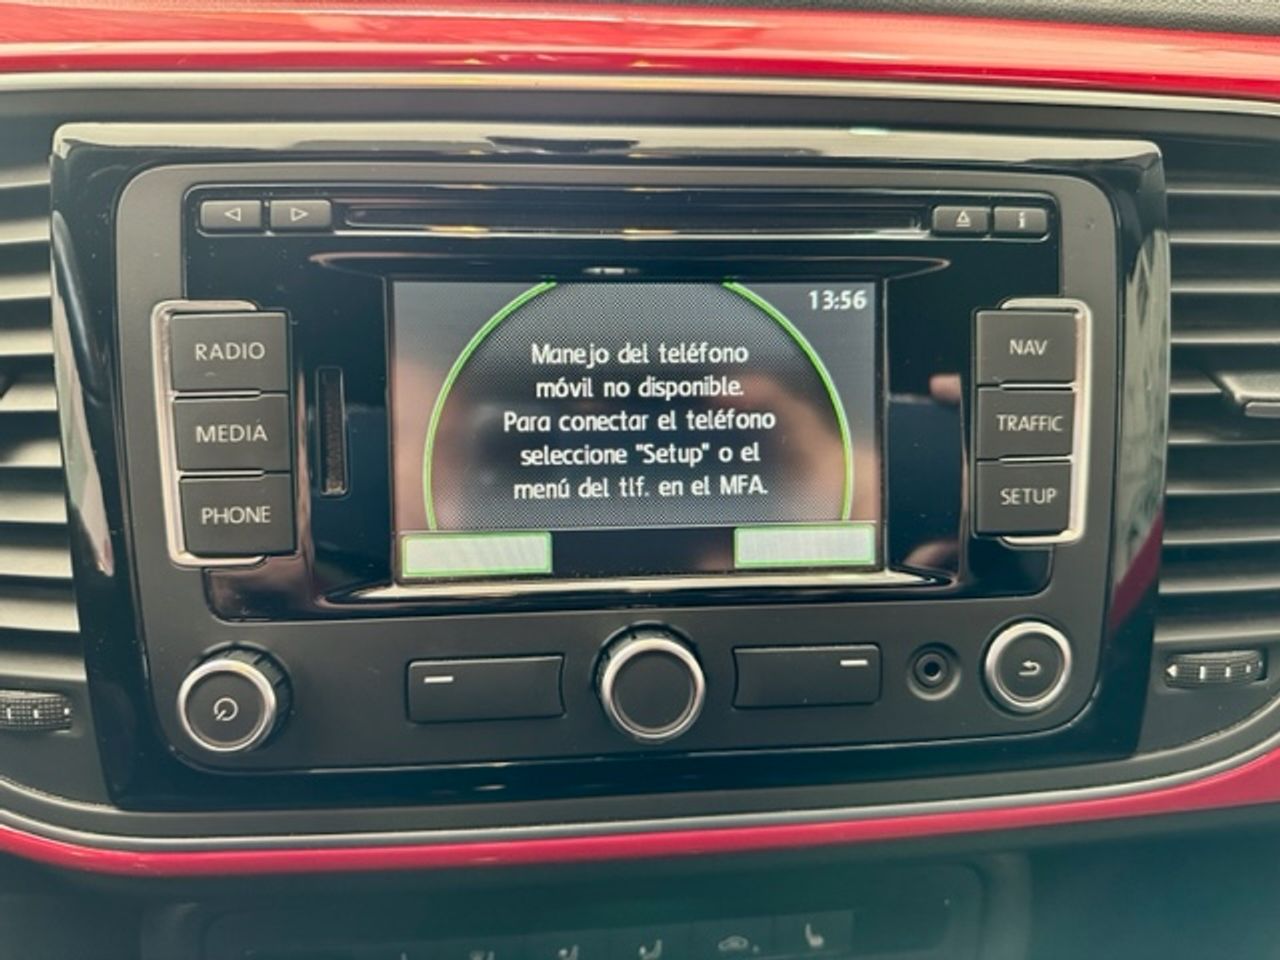 13:56
Manejo del teléfono
móvil no disponible.
Para conectar el teléfono
seleccione "Setup" o el
menú del tlf. en el MFA.
RADIO
MEDIA
PHONE
NAV
TRAFFIC
SETUP
i